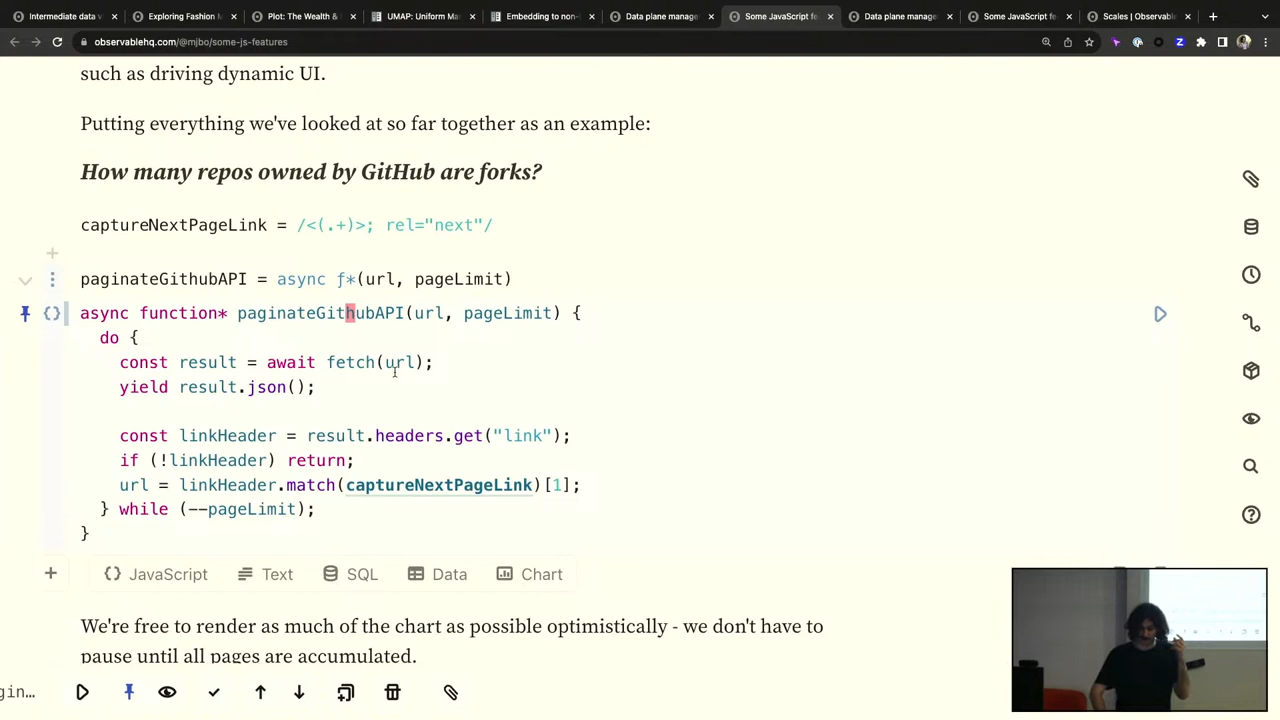 Intermediate data v
Exploring Fashion M
Plot: The Wealth &
UMAP: Uniform Ma
Embedding to non-
Data plane manage
Some JavaScript fe
Data plane manage
Some JavaScript fe
Scales | Observable
observablehq.com/@mjbo/some-js-features
such as driving dynamic UI.
Putting everything we've looked at so far together as an example:
How many repos owned by GitHub are forks?
captureNextPageLink = /<(.+)>; rel="next"/
paginateGithubAPI = async ƒ*(url, pageLimit)
async function* paginateGithubAPI(url, pageLimit) {
do {
const result = await fetch(url);
yield result.json();
const linkHeader = result.headers.get("link");
if (!linkHeader) return;
url = linkHeader.match(captureNextPageLink)[1];
} while (--pageLimit);
}
JavaScript Text SQL Data Chart
We're free to render as much of the chart as possible optimistically - we don't have to
pause until all pages are accumulated.
gin...